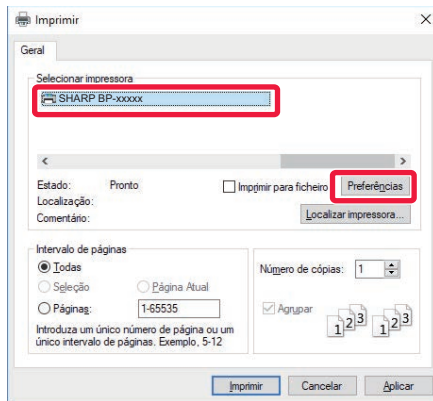 Imprimir
Geral
Selecionar impressora
SHARP BP-xxxxx
Estado: Pronto
Imprimir para ficheiro
Preferências
Localização:
Comentário:
Localizar impressora...
Intervalo de páginas
Todas
Seleção
Página Atual
Páginas:
1-65535
Introduza um único número de página ou um
único intervalo de páginas. Exemplo, 5-12
Número de cópias: 1
Agrupar
1 2 3
1 2 3
Imprimir
Cancelar
Aplicar